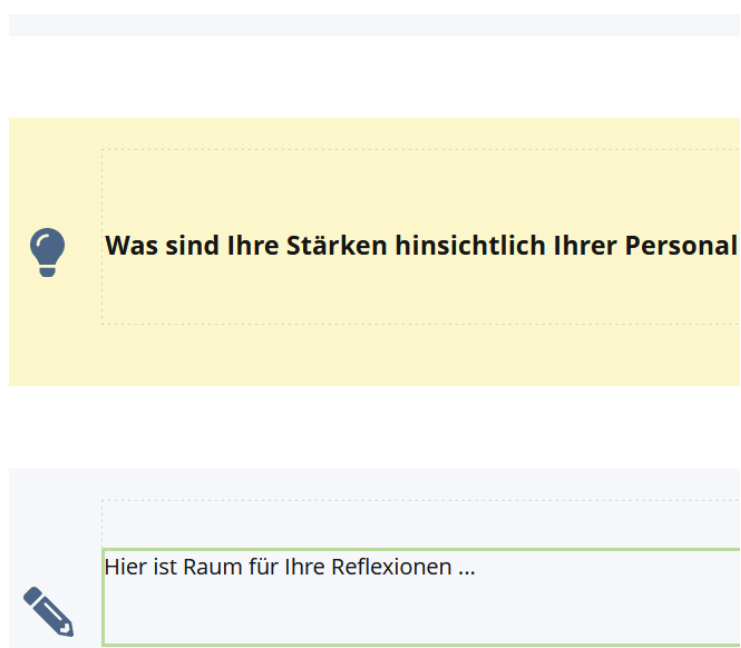 Was sind Ihre Stärken hinsichtlich Ihrer Personal
Hier ist Raum für Ihre Reflexionen ...